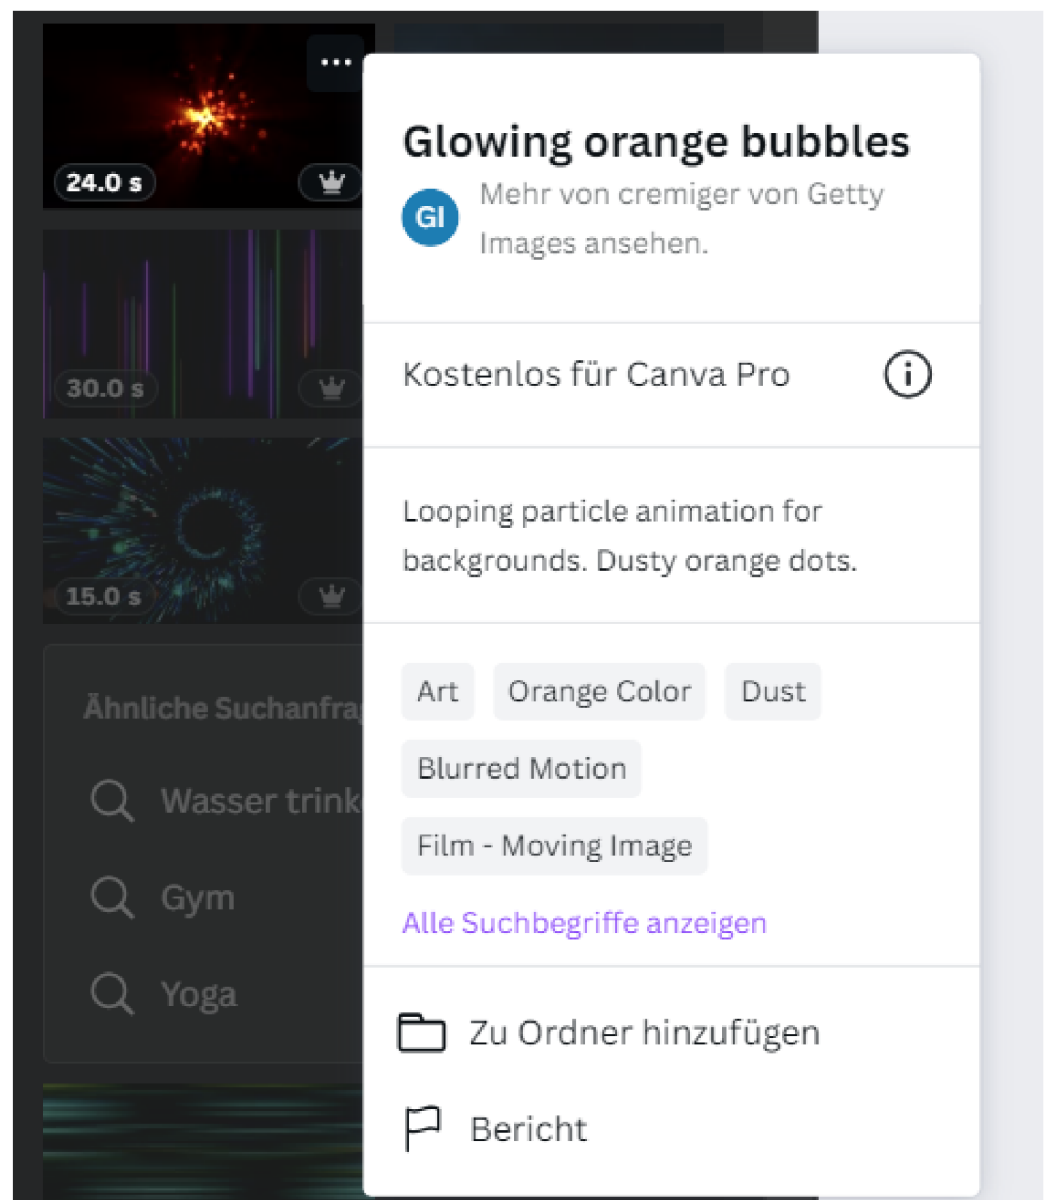 24.0 s
Glowing orange bubbles
GI
Mehr von cremiger von Getty
Images ansehen.
30.0 s
Kostenlos für Canva Pro
15.0 s
Looping particle animation for
backgrounds. Dusty orange dots.
Ähnliche Suchanfra
Wasser trink
Gym
Yoga
Art Orange Color Dust
Blurred Motion
Film - Moving Image
Alle Suchbegriffe anzeigen
Zu Ordner hinzufügen
Bericht